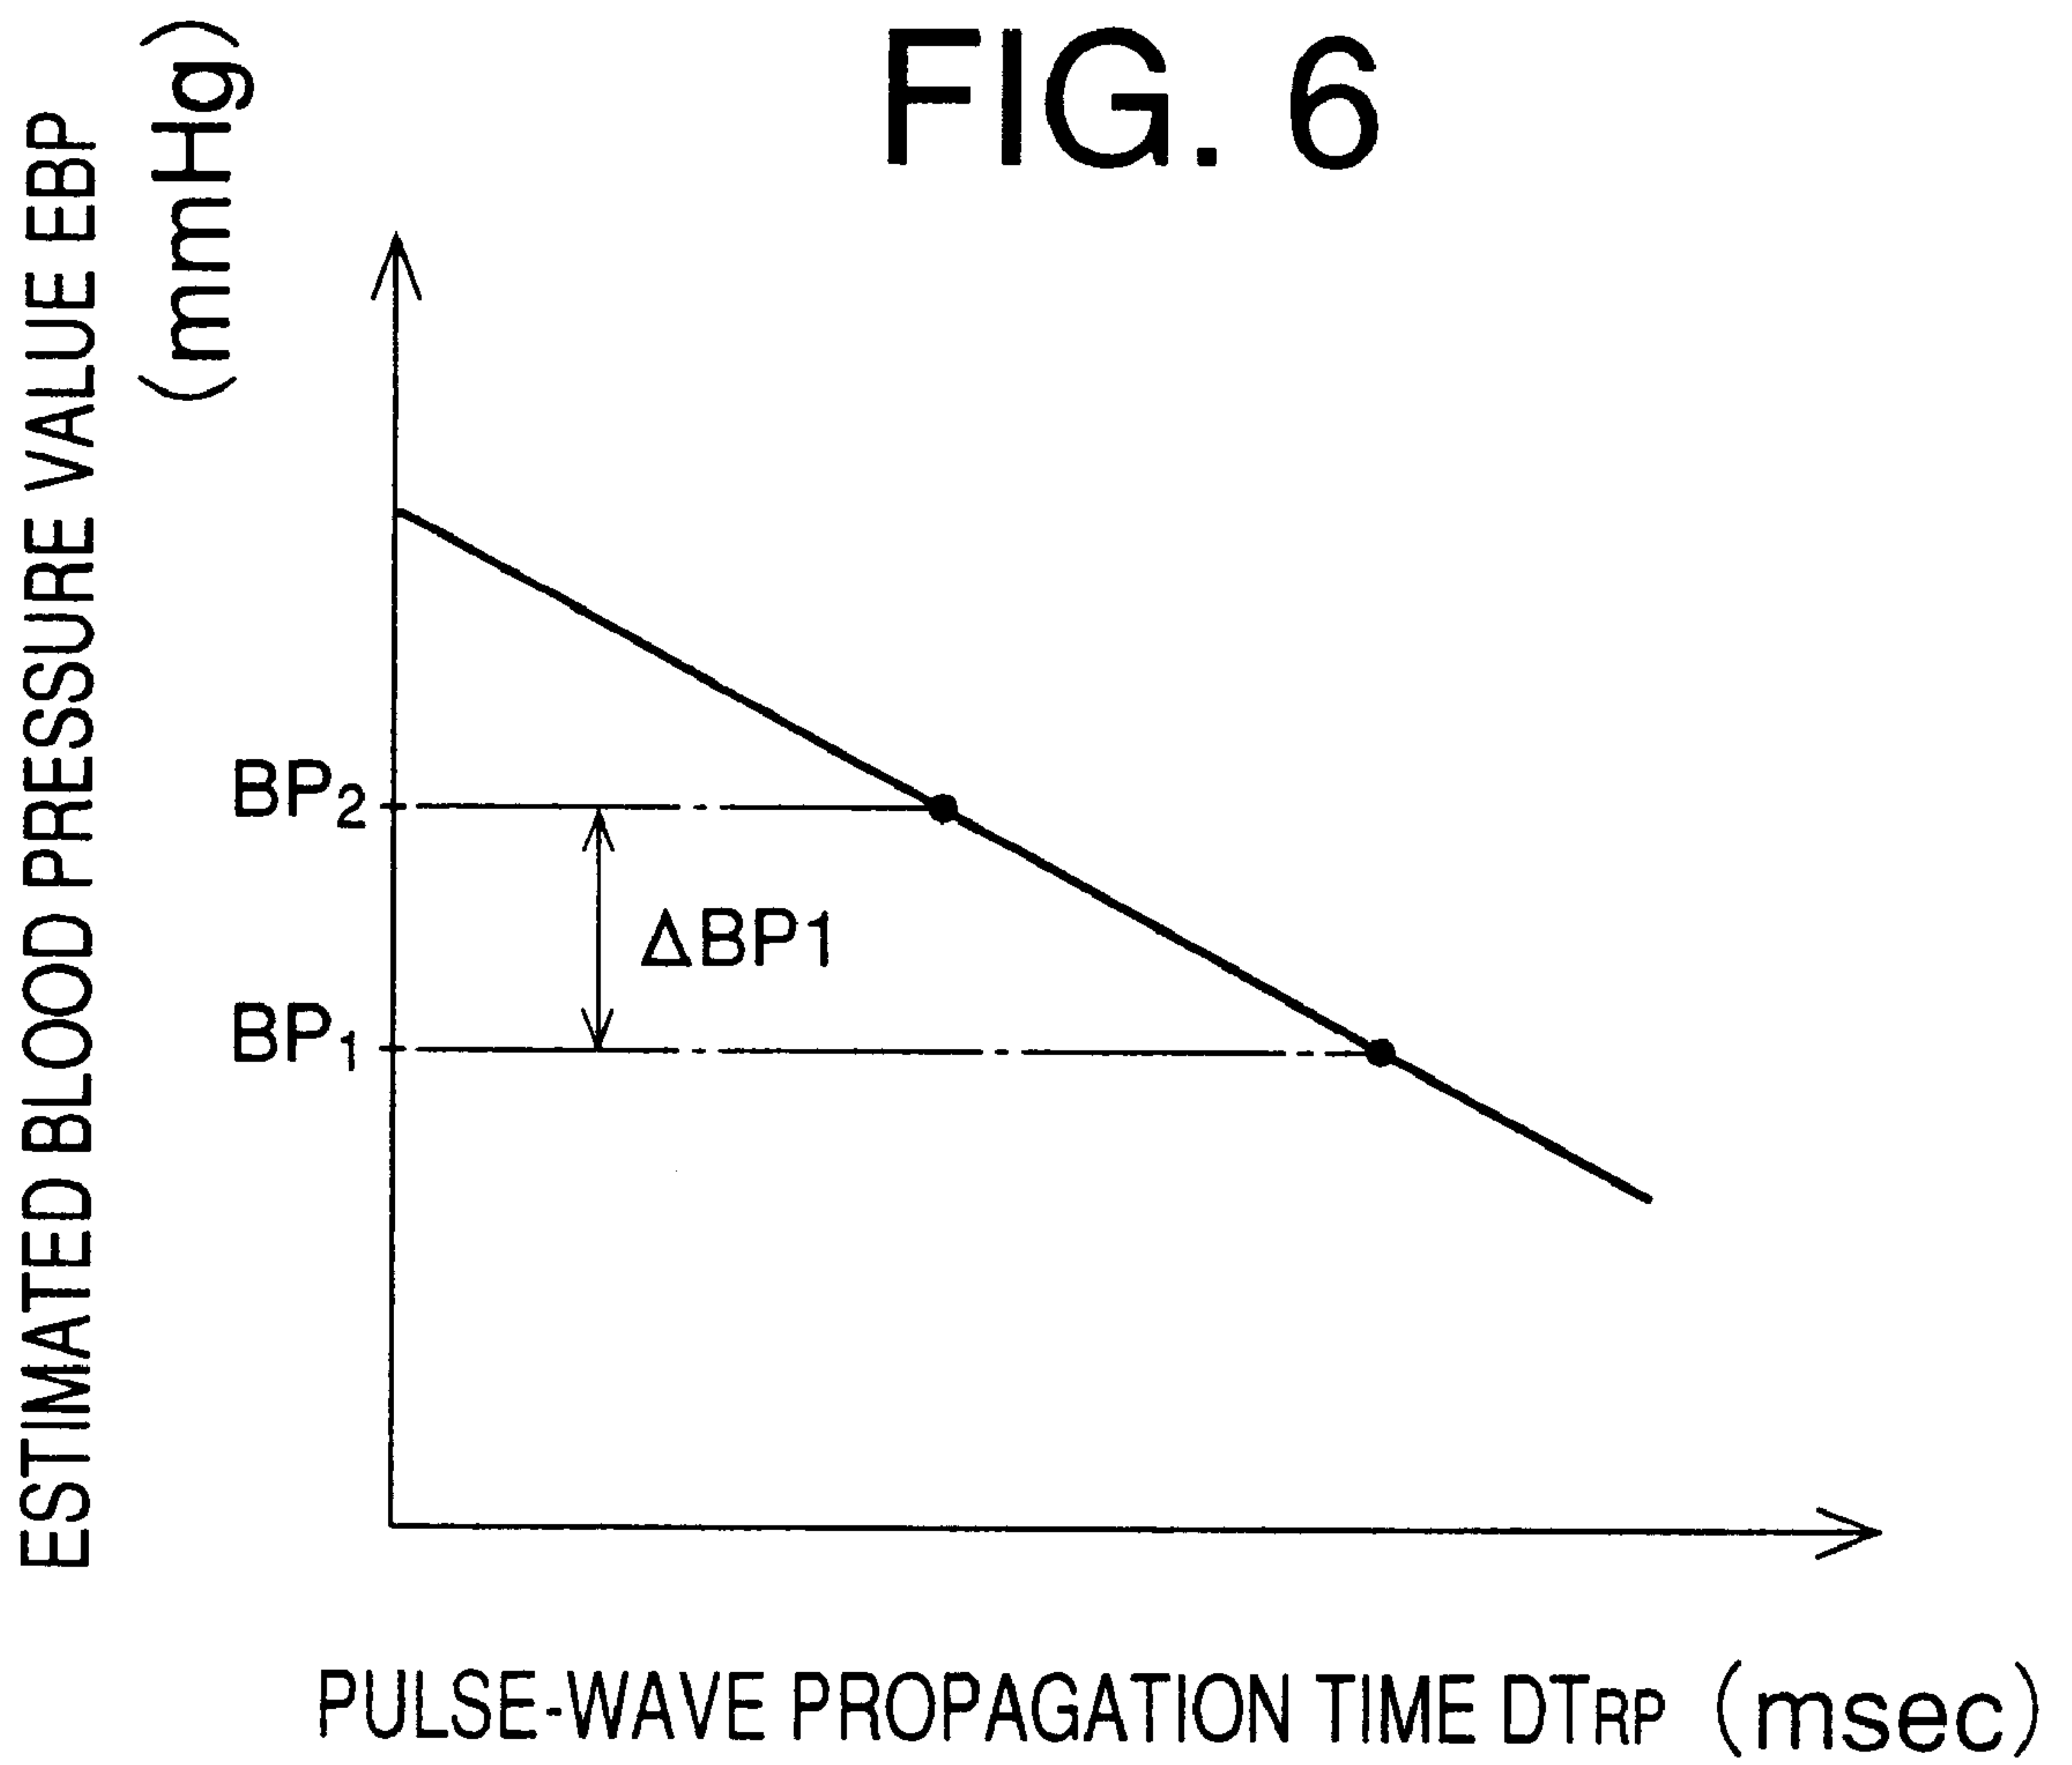 FIG. 6
ESTIMATED BLOOD PRESSURE VALUE EBP
(mmHg)
BP2
ΔBP1
BP1
PULSE-WAVE PROPAGATION TIME DTRP (msec)